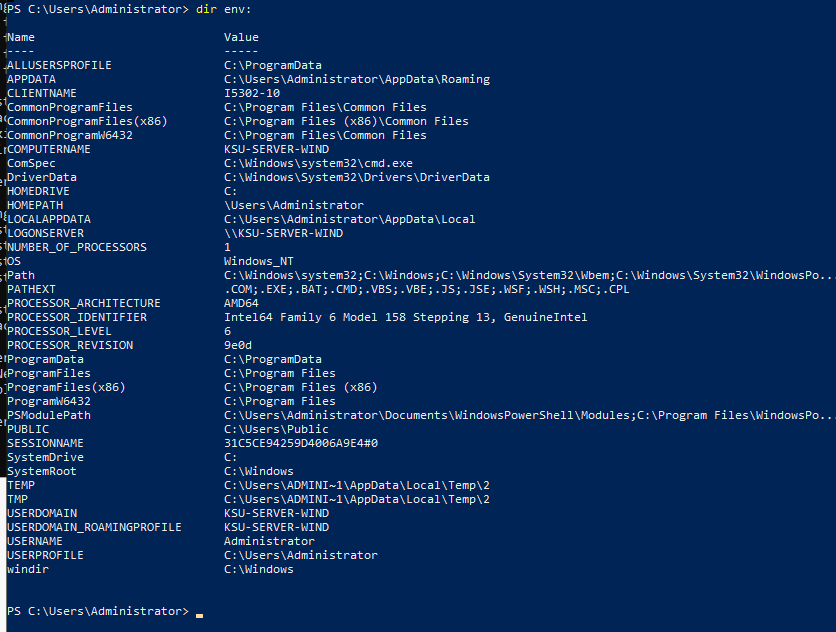 PS C:\Users\Administrator> dir env:
Name Value
---- -----
ALLUSERSPROFILE C:\ProgramData
APPDATA C:\Users\Administrator\AppData\Roaming
CLIENTNAME I5302-10
CommonProgramFiles C:\Program Files\Common Files
CommonProgramFiles(x86) C:\Program Files (x86)\Common Files
CommonProgramW6432 C:\Program Files\Common Files
COMPUTERNAME KSU-SERVER-WIND
ComSpec C:\Windows\system32\cmd.exe
DriverData C:\Windows\System32\Drivers\DriverData
HOMEDRIVE C:
HOMEPATH \Users\Administrator
LOCALAPPDATA C:\Users\Administrator\AppData\Local
LOGONSERVER \\KSU-SERVER-WIND
NUMBER_OF_PROCESSORS 1
OS Windows_NT
Path C:\Windows\system32;C:\Windows;C:\Windows\System32\Wbem;C:\Windows\System32\WindowsPo...
PATHEXT .COM;.EXE;.BAT;.CMD;.VBS;.VBE;.JS;.JSE;.WSF;.WSH;.MSC;.CPL
PROCESSOR_ARCHITECTURE AMD64
PROCESSOR_IDENTIFIER Intel64 Family 6 Model 158 Stepping 13, GenuineIntel
PROCESSOR_LEVEL 6
PROCESSOR_REVISION 9e0d
ProgramData C:\ProgramData
ProgramFiles C:\Program Files
ProgramFiles(x86) C:\Program Files (x86)
ProgramW6432 C:\Program Files
PSModulePath C:\Users\Administrator\Documents\WindowsPowerShell\Modules;C:\Program Files\WindowsPo...
PUBLIC C:\Users\Public
SESSIONNAME 31C5CE94259D4006A9E4#0
SystemDrive C:
SystemRoot C:\Windows
TEMP C:\Users\ADMINI~1\AppData\Local\Temp\2
TMP C:\Users\ADMINI~1\AppData\Local\Temp\2
USERDOMAIN KSU-SERVER-WIND
USERDOMAIN_ROAMINGPROFILE KSU-SERVER-WIND
USERNAME Administrator
USERPROFILE C:\Users\Administrator
windir C:\Windows
PS C:\Users\Administrator>